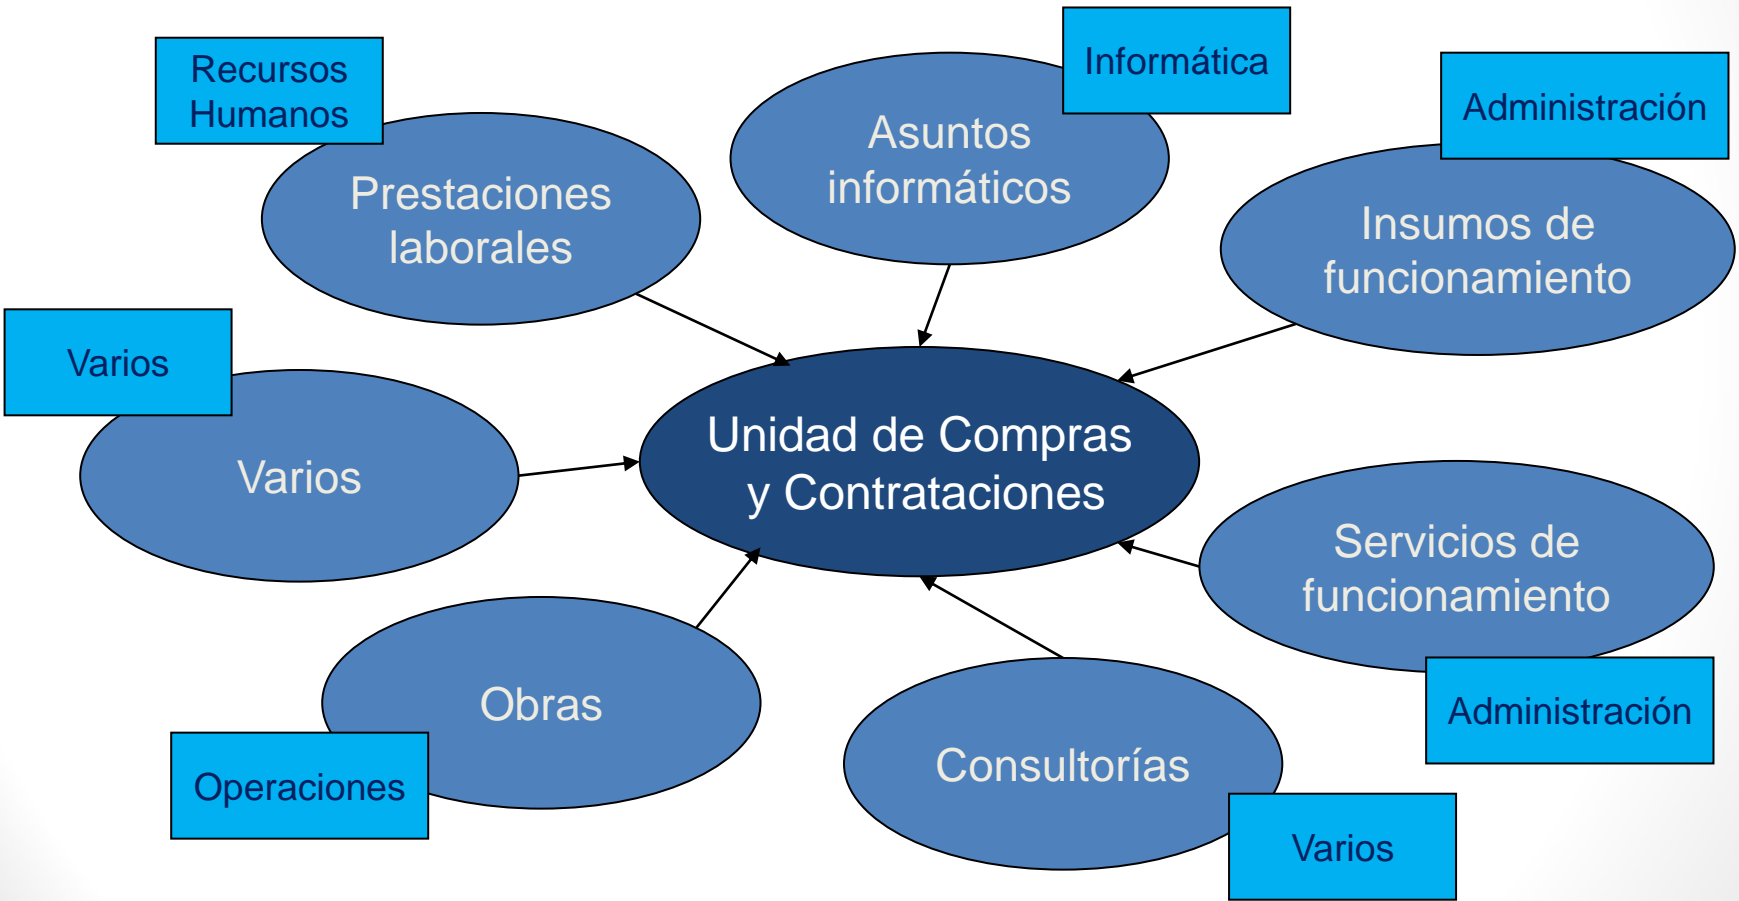 Recursos
Humanos
Prestaciones
laborales
Informática
Asuntos
informáticos
Administración
Insumos de
funcionamiento
Varios
Varios
Unidad de Compras
y Contrataciones
Servicios de
funcionamiento
Administración
Obras
Operaciones
Consultorías
Varios